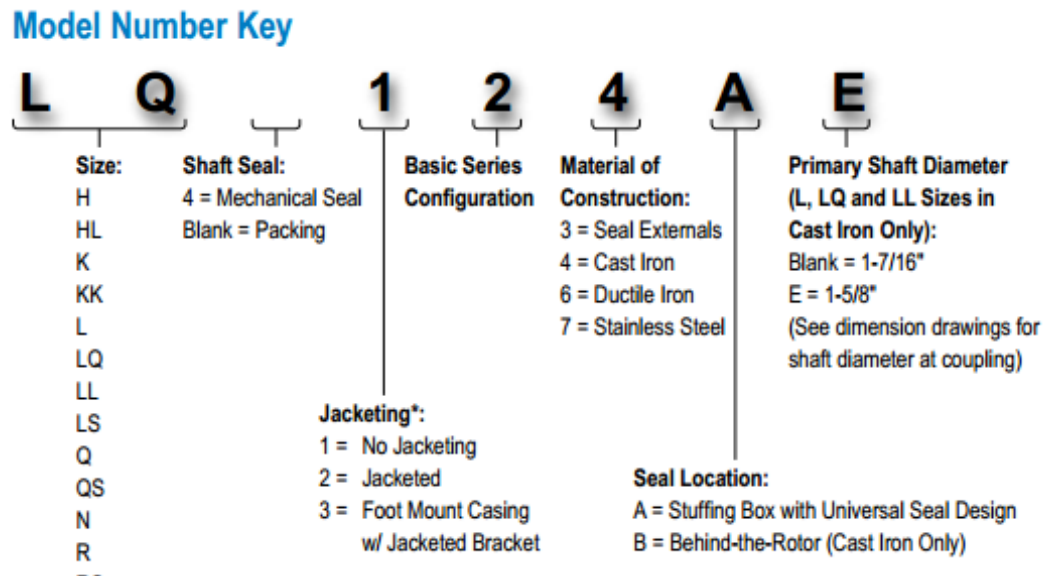 Model Number Key
L Q 1 2 4 A E
Size:
H
HL
K
KK
L
LQ
LL
LS
Q
QS
N
R
Shaft Seal:
4 = Mechanical Seal
Blank = Packing
Jacketing*:
1 = No Jacketing
2 = Jacketed
3 = Foot Mount Casing
w/ Jacketed Bracket
Basic Series
Configuration
Material of
Construction:
3 = Seal Externals
4 = Cast Iron
6 = Ductile Iron
7 = Stainless Steel
Seal Location:
A = Stuffing Box with Universal Seal Design
B = Behind-the-Rotor (Cast Iron Only)
Primary Shaft Diameter
(L, LQ and LL Sizes in
Cast Iron Only):
Blank = 1-7/16"
E = 1-5/8"
(See dimension drawings for
shaft diameter at coupling)